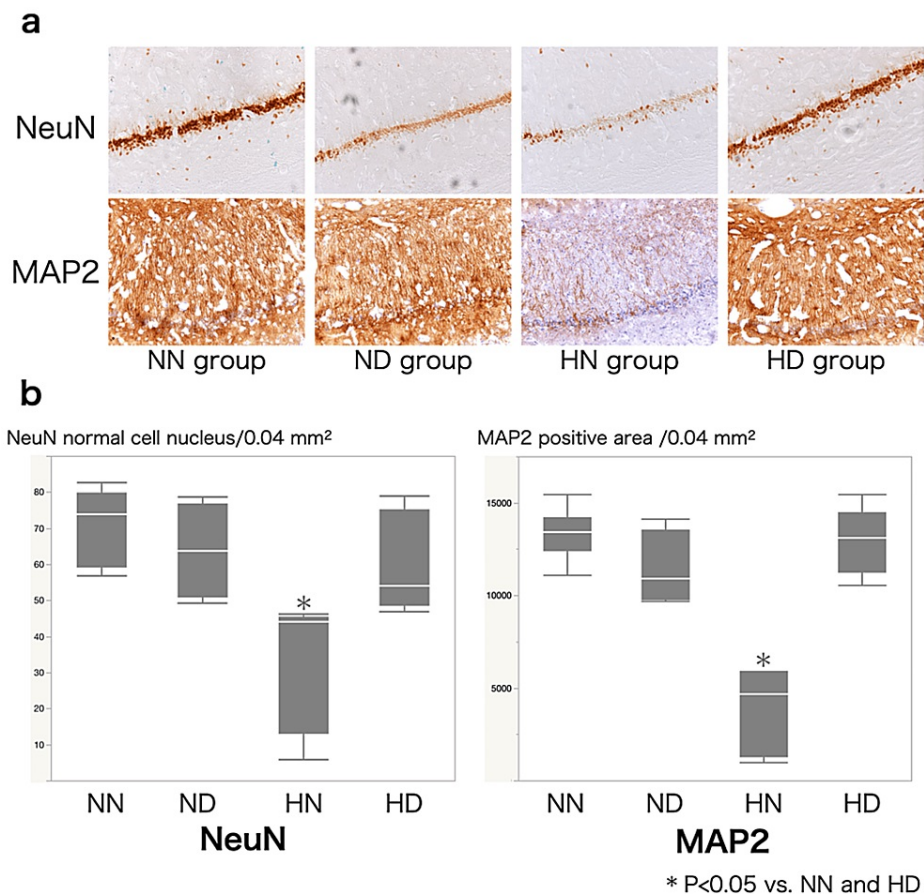 a
NeuN
MAP2
NN group ND group HN group HD group
b
NeuN normal cell nucleus/0.04 mm²
80
70
60
50
40
30
20
10
*
NN ND HN HD
NeuN
MAP2 positive area /0.04 mm²
15000
10000
5000
*
NN ND HN HD
MAP2
* P<0.05 vs. NN and HD